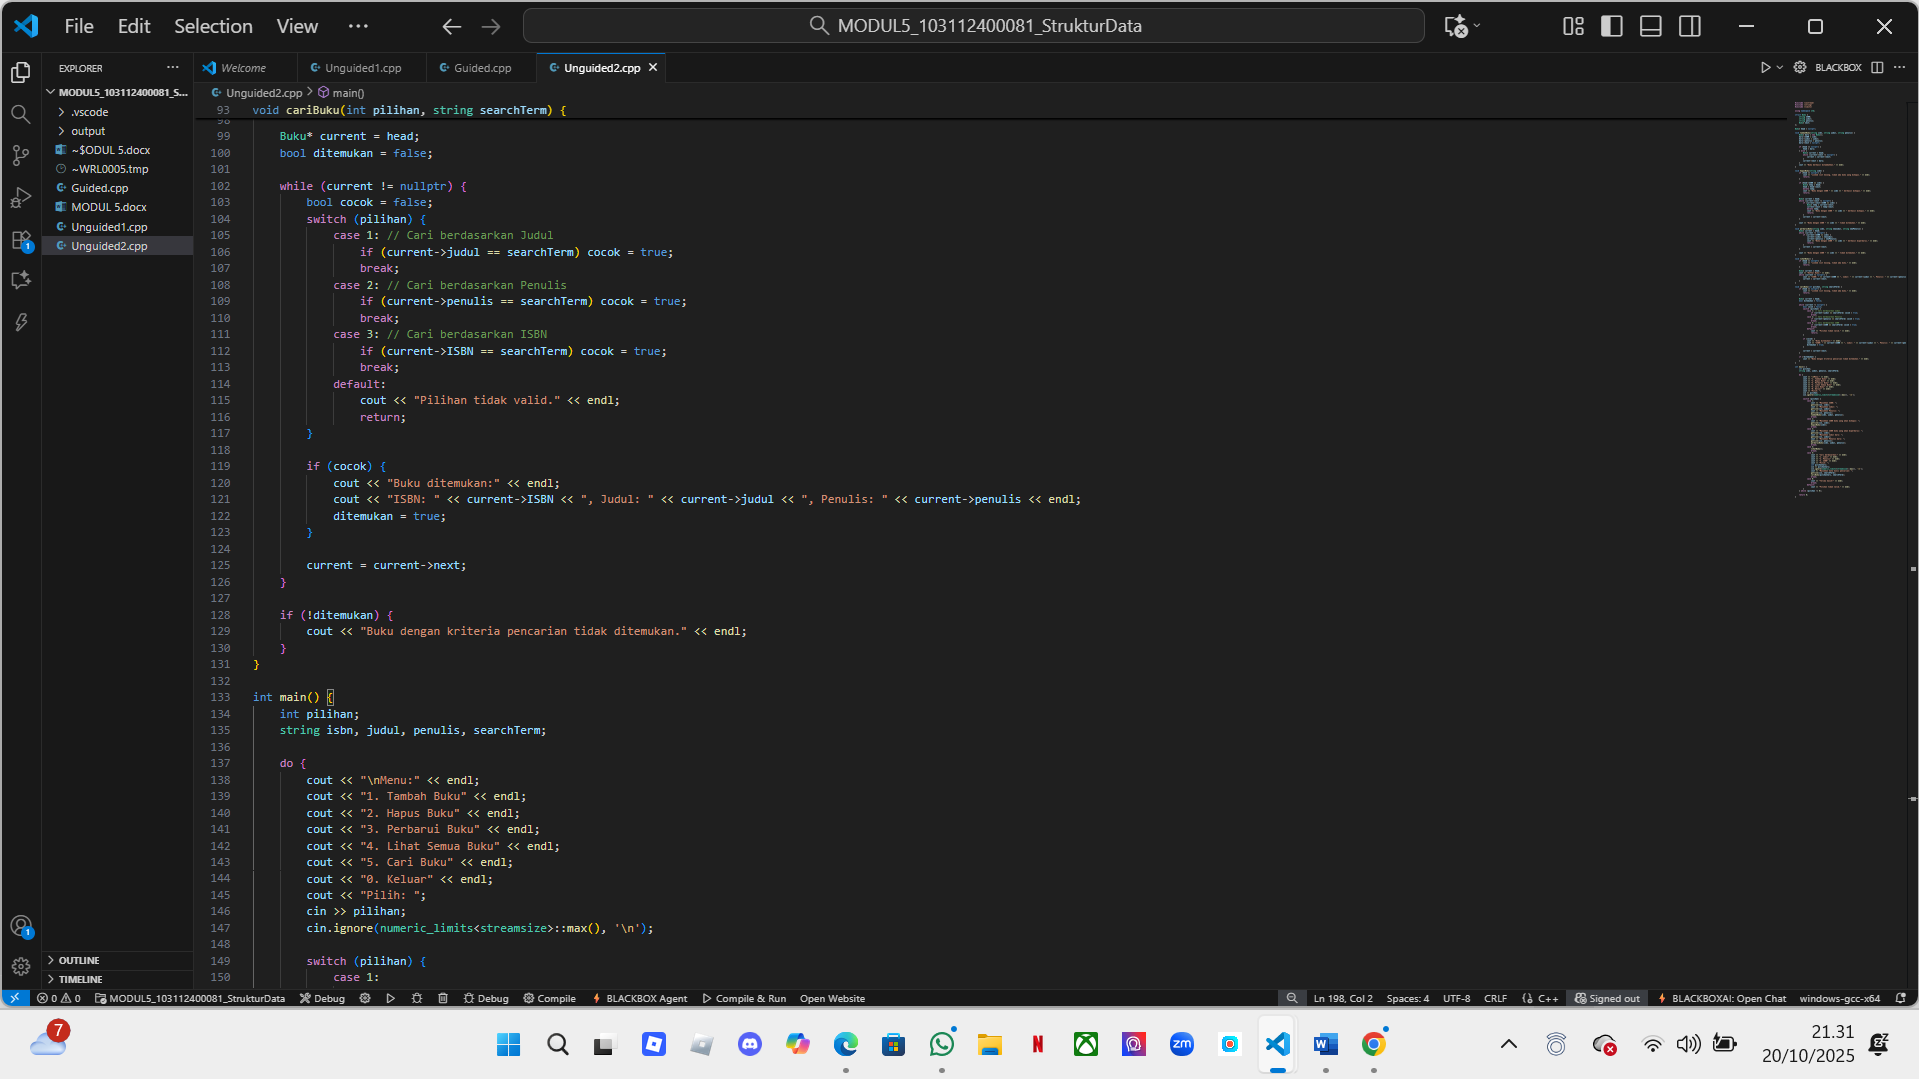 File Edit Selection View ... MODUL5_103112400081_StrukturData
EXPLORER ... Welcome Unguided1.cpp Guided.cpp Unguided2.cpp BLACKBOX
MODUL5_103112400081_S...
.vscode
output
~$ODUL 5.docx
~WRL0005.tmp
Guided.cpp
MODUL 5.docx
Unguided1.cpp
Unguided2.cpp
Unguided2.cpp > main()
93 void cariBuku(int pilihan, string searchTerm) {
98
99 Buku* current = head;
100 bool ditemukan = false;
101
102 while (current != nullptr) {
103 bool cocok = false;
104 switch (pilihan) {
105 case 1: // Cari berdasarkan Judul
106 if (current->judul == searchTerm) cocok = true;
107 break;
108 case 2: // Cari berdasarkan Penulis
109 if (current->penulis == searchTerm) cocok = true;
110 break;
111 case 3: // Cari berdasarkan ISBN
112 if (current->ISBN == searchTerm) cocok = true;
113 break;
114 default:
115 cout << "Pilihan tidak valid." << endl;
116 return;
117 }
118
119 if (cocok) {
120 cout << "Buku ditemukan:" << endl;
121 cout << "ISBN: " << current->ISBN << ", Judul: " << current->judul << ", Penulis: " << current->penulis << endl;
122 ditemukan = true;
123 }
124
125 current = current->next;
126 }
127
128 if (!ditemukan) {
129 cout << "Buku dengan kriteria pencarian tidak ditemukan." << endl;
130 }
131 }
132
133 int main() {
134 int pilihan;
135 string isbn, judul, penulis, searchTerm;
136
137 do {
138 cout << "\nMenu:" << endl;
139 cout << "1. Tambah Buku" << endl;
140 cout << "2. Hapus Buku" << endl;
141 cout << "3. Perbarui Buku" << endl;
142 cout << "4. Lihat Semua Buku" << endl;
143 cout << "5. Cari Buku" << endl;
144 cout << "0. Keluar" << endl;
145 cout << "Pilih: ";
146 cin >> pilihan;
147 cin.ignore(numeric_limits<streamsize>::max(), '\n');
148
149 switch (pilihan) {
150 case 1:
1
1
OUTLINE
TIMELINE
0 0 MODUL5_103112400081_StrukturData Debug Debug Compile BLACKBOX Agent Compile & Run Open Website Ln 198, Col 2 Spaces: 4 UTF-8 CRLF {} C++ Signed out BLACKBOXAI: Open Chat windows-gcc-x64
7
zm
N
W
21.31
20/10/2025